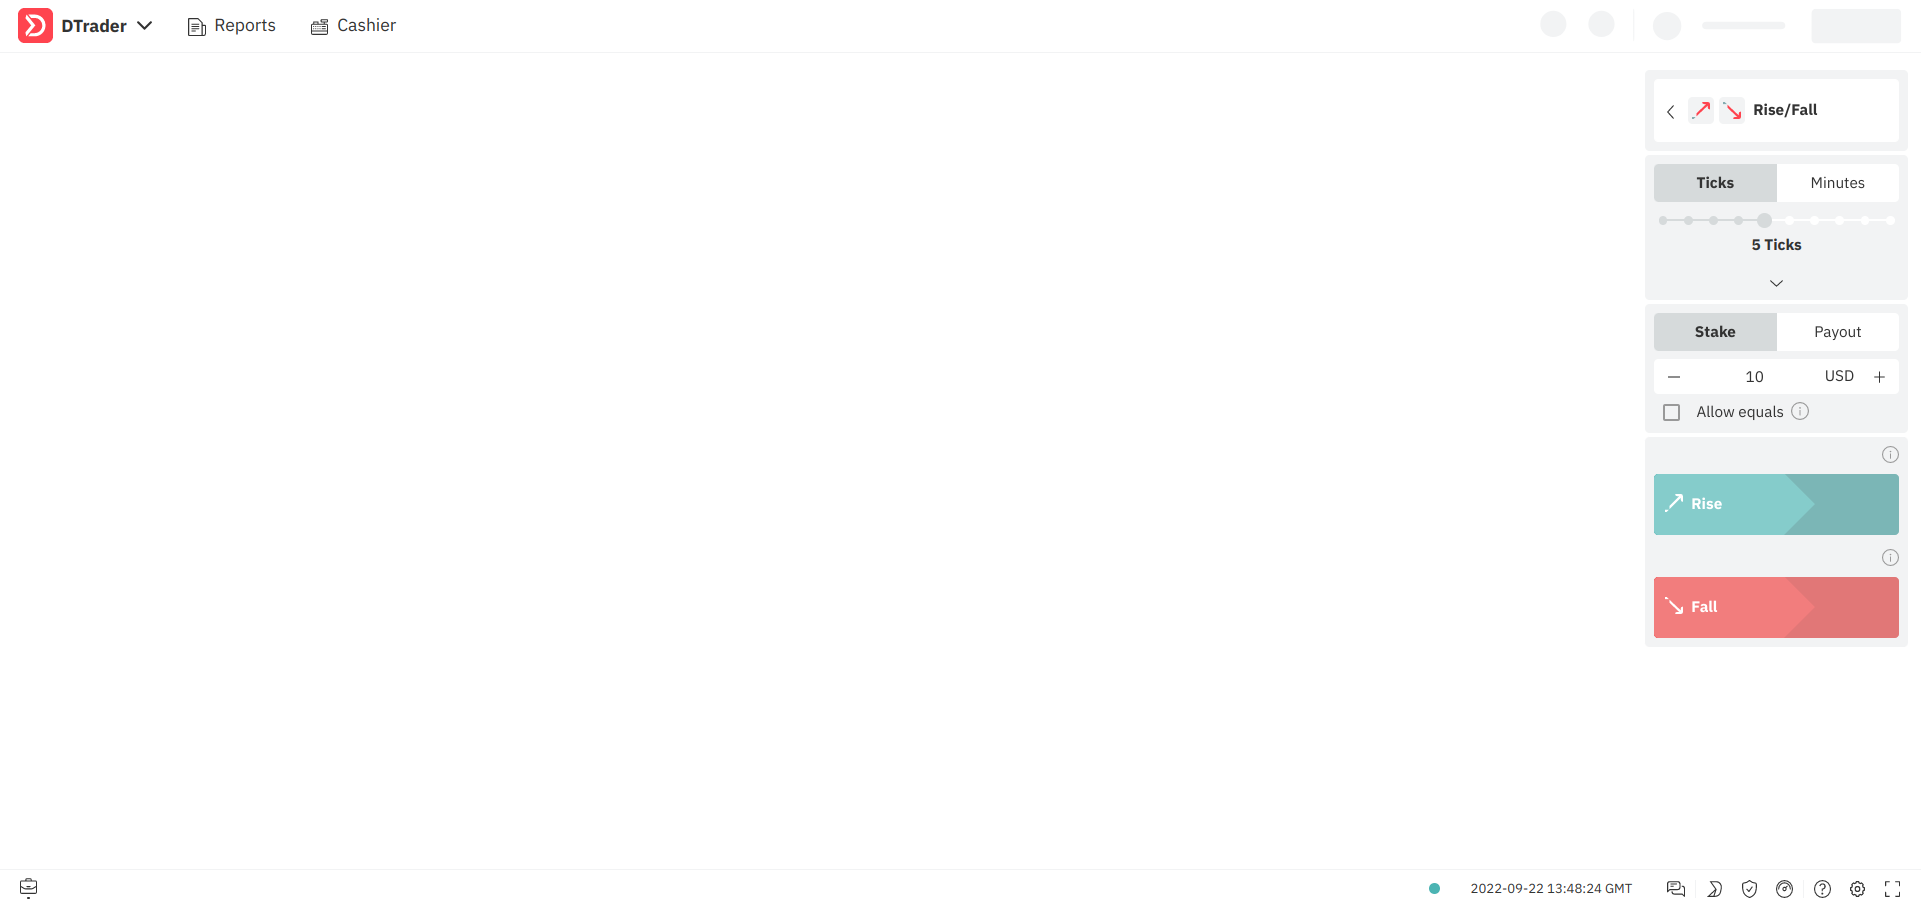 DTrader
Reports
Cashier
Rise/Fall
Ticks
Minutes
5 Ticks
Stake
Payout
10
USD
Allow equals
Rise
Fall
2022-09-22 13:48:24 GMT